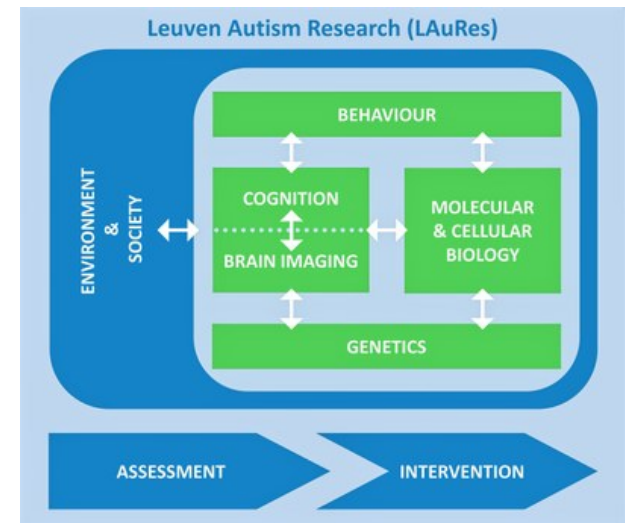 Leuven Autism Research (LAuRes)
BEHAVIOUR
ENVIRONMENT
&
SOCIETY
COGNITION
BRAIN IMAGING
MOLECULAR
& CELLULAR
BIOLOGY
GENETICS
ASSESSMENT
INTERVENTION